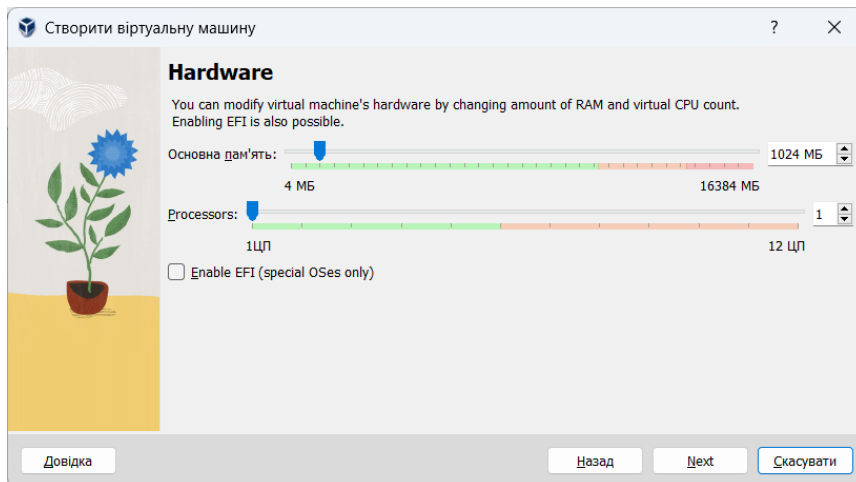 Створити віртуальну машину
?
Hardware
You can modify virtual machine's hardware by changing amount of RAM and virtual CPU count.
Enabling EFI is also possible.
Основна пам'ять:
1024 МБ
4 МБ
16384 МБ
Processors:
1
1ЦП
12 ЦП
Enable EFI (special OSes only)
Довідка
Назад
Next
Скасувати